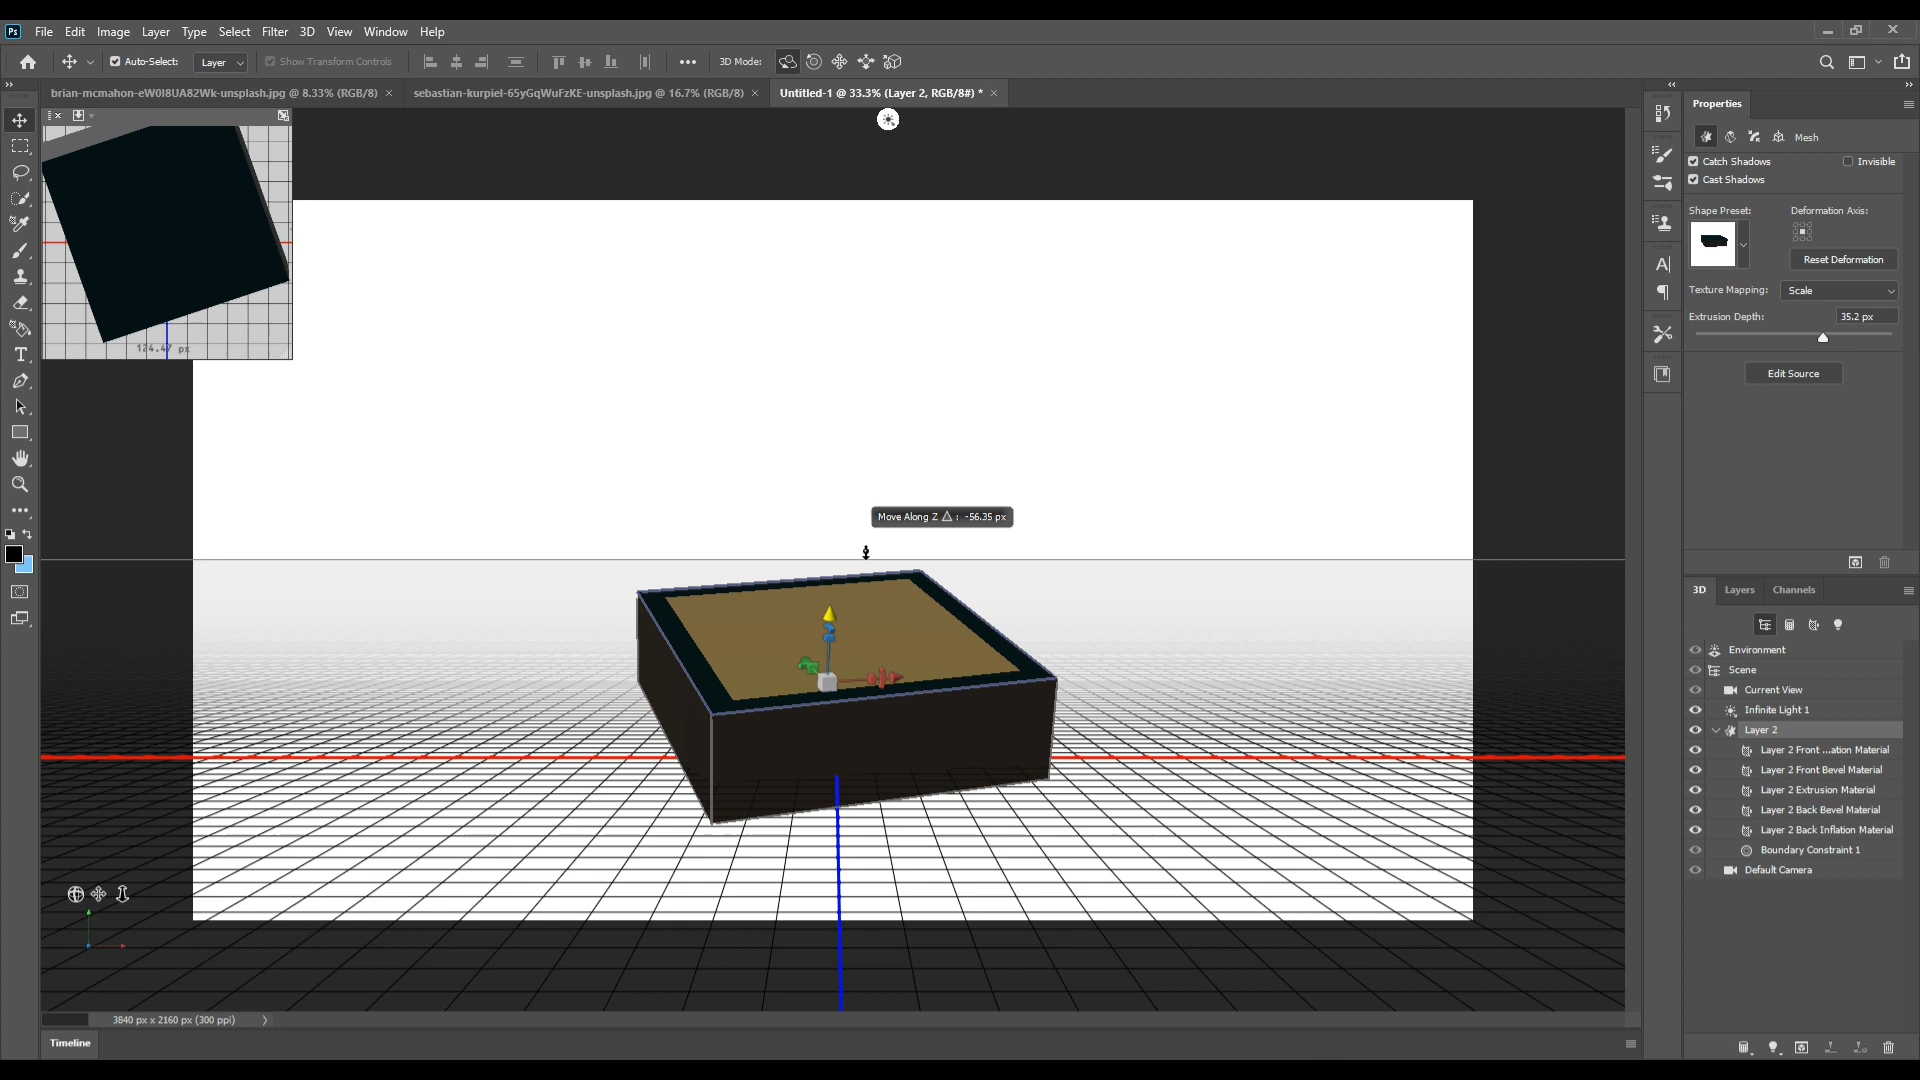 Ps File Edit Image Layer Type Select Filter 3D View Window Help
Auto-Select: Layer Show Transform Controls 3D Mode:
brian-mcmahon-eW0I8UA82Wk-unsplash.jpg @ 8.33% (RGB/8) sebastian-kurpiel-65yGqWuFzKE-unsplash.jpg @ 16.7% (RGB/8) Untitled-1 @ 33.3% (Layer 2, RGB/8#) *
124.47 px
Move Along Z △ : -56.35 px
3840 px x 2160 px (300 ppi)
Timeline
Properties
Mesh
Catch Shadows Invisible
Cast Shadows
Shape Preset: Deformation Axis:
Reset Deformation
Texture Mapping: Scale
Extrusion Depth: 35.2 px
Edit Source
3D Layers Channels
Environment
Scene
Current View
Infinite Light 1
Layer 2
Layer 2 Front ...ation Material
Layer 2 Front Bevel Material
Layer 2 Extrusion Material
Layer 2 Back Bevel Material
Layer 2 Back Inflation Material
Boundary Constraint 1
Default Camera